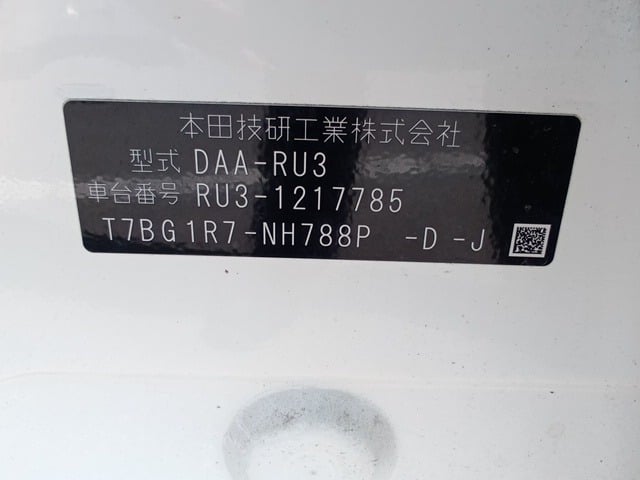 本田技研工業株式会社
型式 DAA-RU3
車台番号 RU3-1217785
T7BG1R7-NH788P -D -J